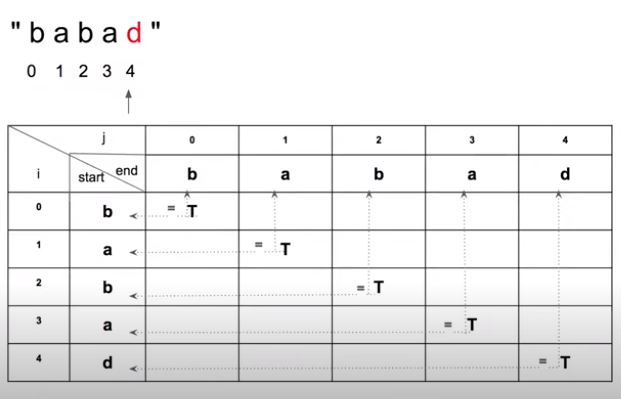 "babad"
0 1 2 3 4
j 0 1 2 3 4
i start end b a b a d
0 b = T
1 a = T
2 b = T
3 a = T
4 d = T